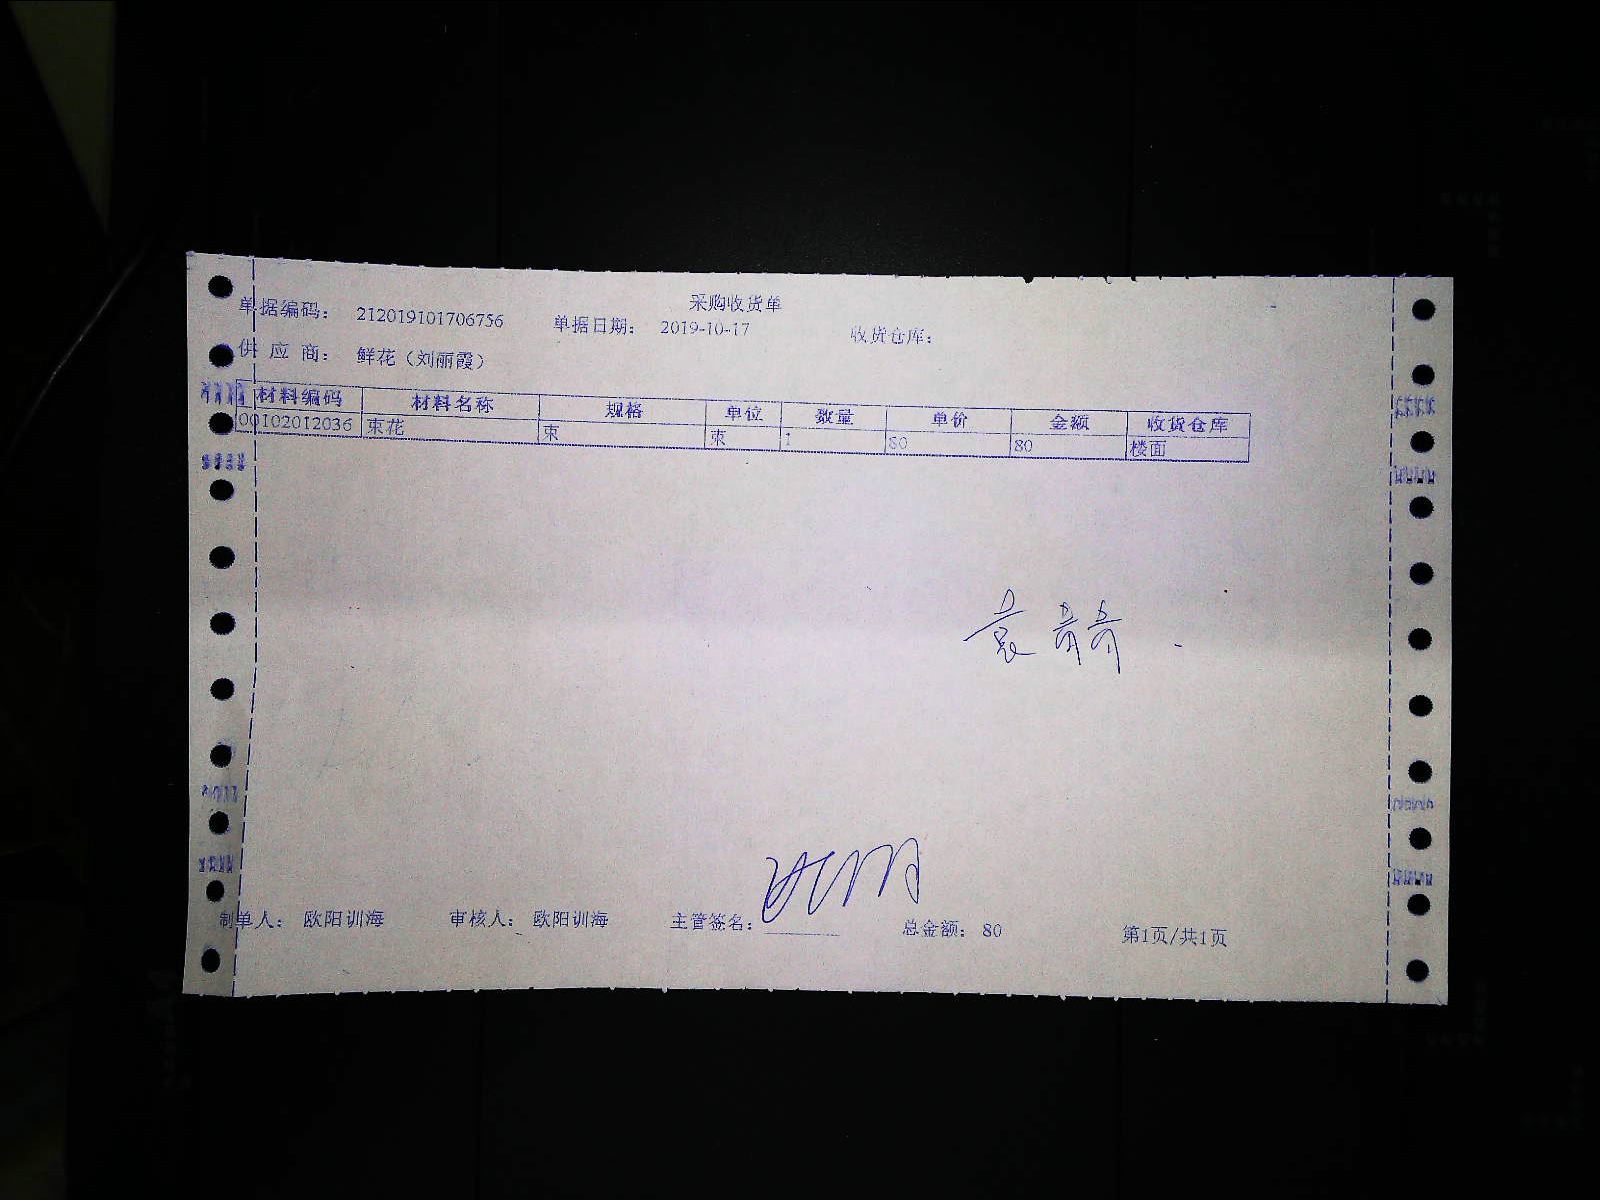 采购收货单
单据编码： 212019101706756 单据日期： 2019-10-17 收货仓库：
供 应 商： 鲜花（刘丽霞）
材料编码 材料名称 规格 单位 数量 单价 金额 收货仓库
00102012036 束花 束 束 1 80 80 楼面
袁
制单人： 欧阳训海 审核人： 欧阳训海 主管签名： 总金额： 80 第1页/共1页